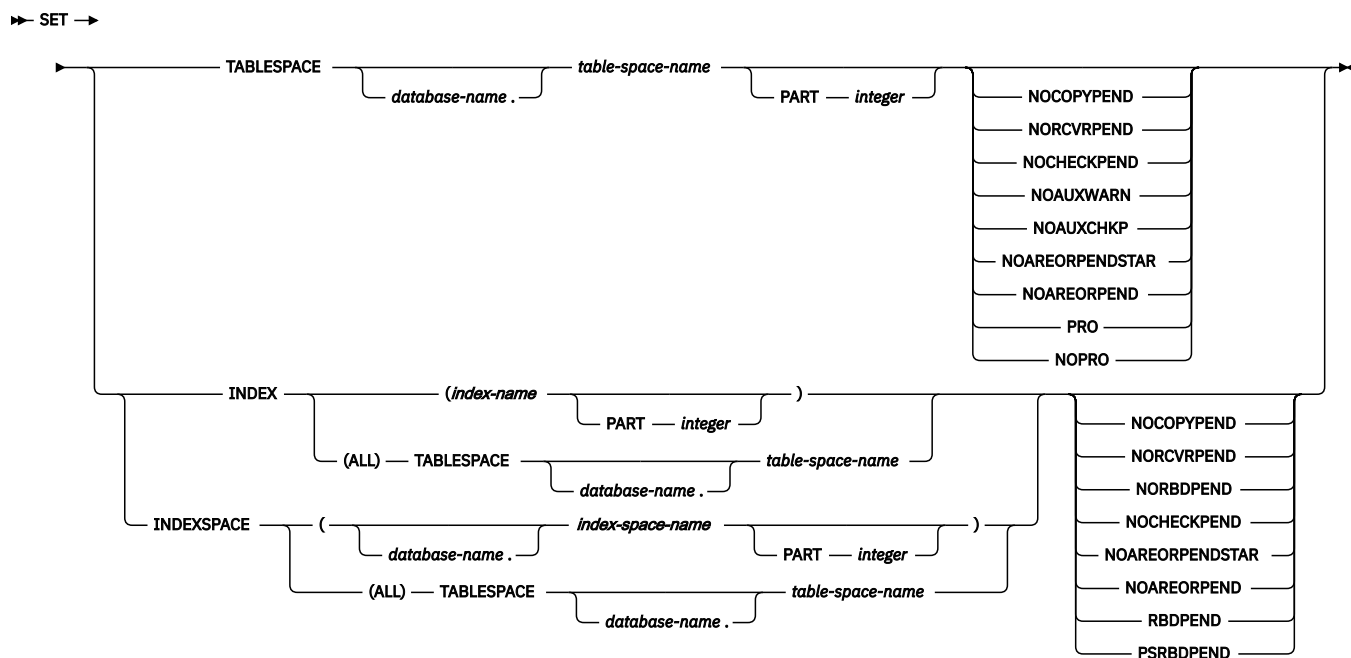 SET
TABLESPACE database-name . table-space-name PART integer
NOCOPYPEND
NORCVRPEND
NOCHECKPEND
NOAUXWARN
NOAUXCHKP
NOAREORPENDSTAR
NOAREORPEND
PRO
NOPRO
INDEX (index-name PART integer )
(ALL) TABLESPACE database-name . table-space-name
INDEXSPACE ( database-name . index-space-name PART integer )
(ALL) TABLESPACE database-name . table-space-name
NOCOPYPEND
NORCVRPEND
NORBDPEND
NOCHECKPEND
NOAREORPENDSTAR
NOAREORPEND
RBDPEND
PSRBDPEND